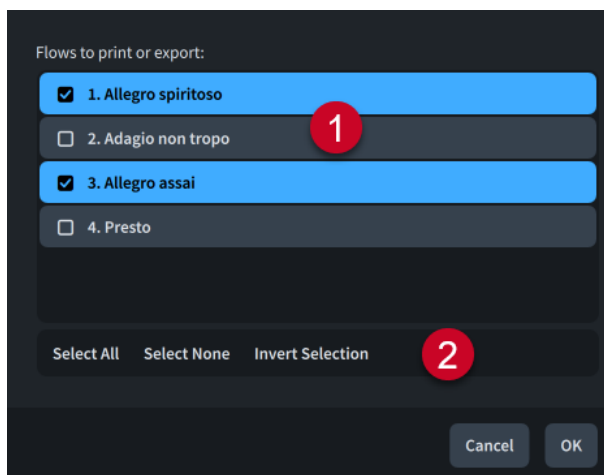 Flows to print or export:
1. Allegro spiritoso
1
2. Adagio non tropo
3. Allegro assai
4. Presto
Select All Select None Invert Selection 2
Cancel OK